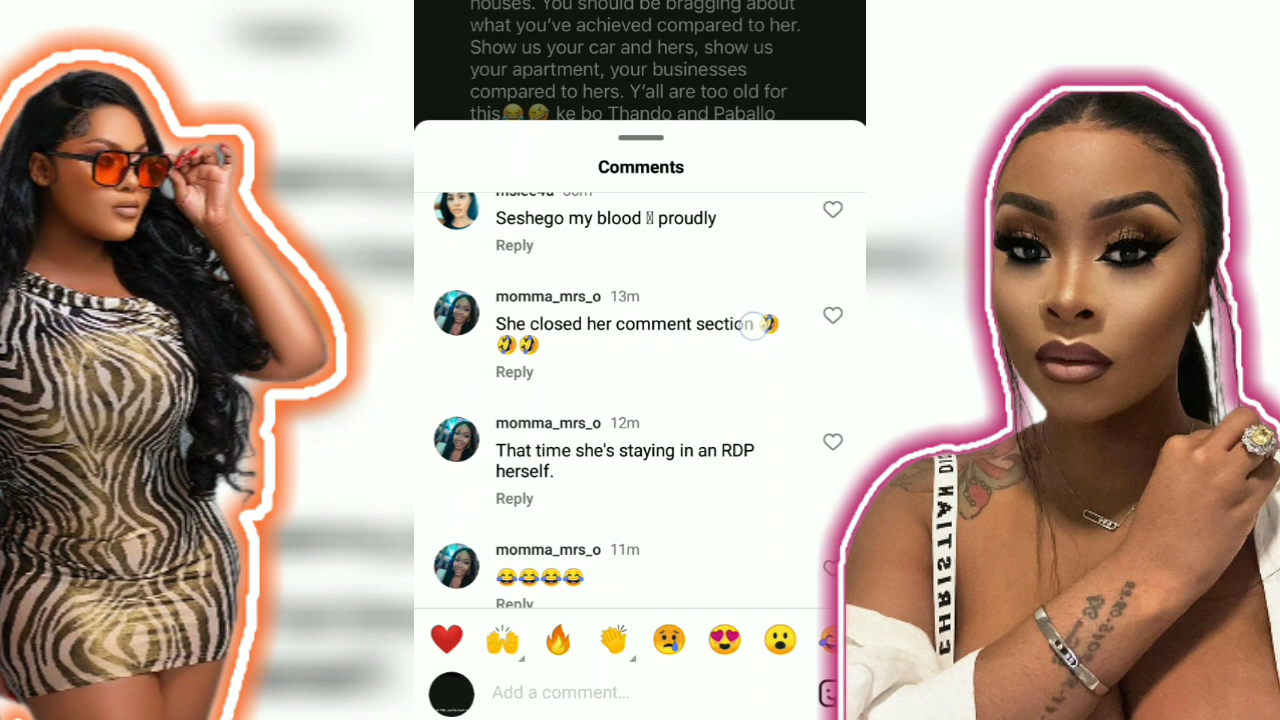 houses. You should be bragging about
what you've achieved compared to her.
Show us your car and hers, show us
your apartment, your businesses
compared to hers. Y'all are too old for
this😂🤣 ke bo Thando and Paballo
Comments
Seshego my blood proudly
Reply
momma_mrs_o 13m
She closed her comment section 🤣
🤣🤣
Reply
momma_mrs_o 12m
That time she's staying in an RDP
herself.
Reply
momma_mrs_o 11m
😂😂😂😂
Reply
❤️🙌🔥👏😢😍😮😂
Add a comment...
CHRISTIAN DIO